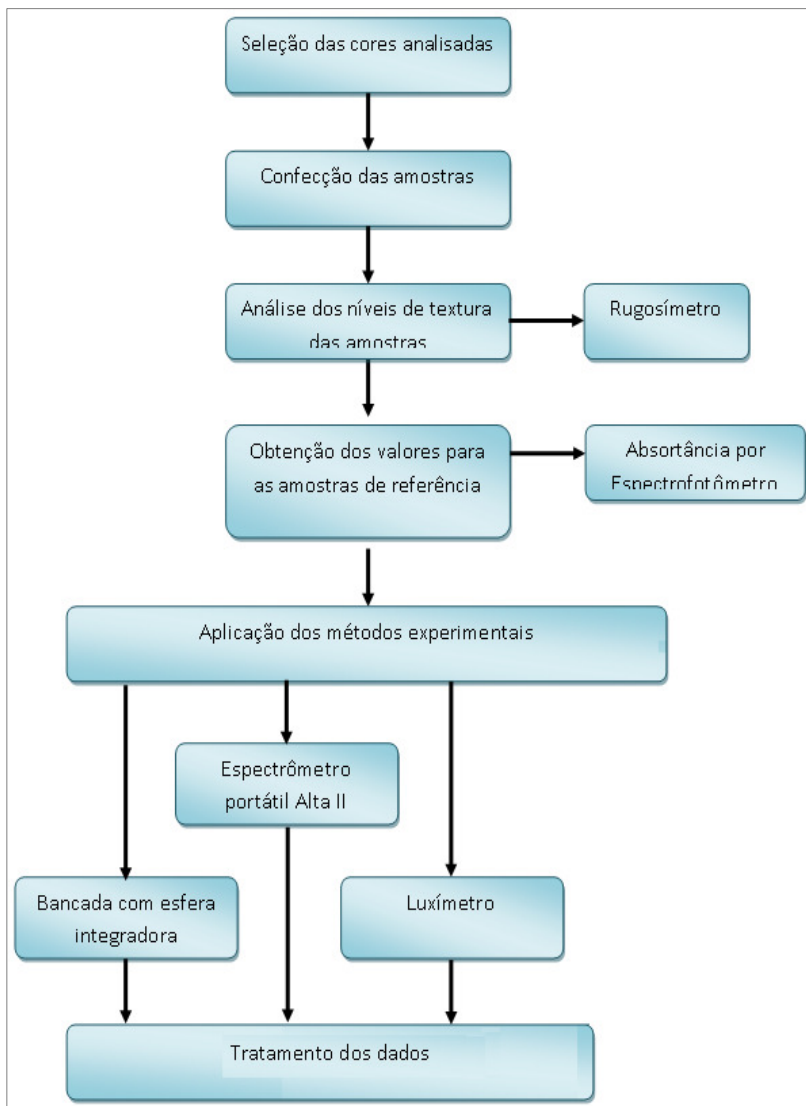 Seleção das cores analisadas
Confecção das amostras
Análise dos níveis de textura
das amostras
Rugosímetro
Obtenção dos valores para
as amostras de referência
Absortância por
Espectrofotômetro
Aplicação dos métodos experimentais
Espectrômetro
portátil Alta II
Bancada com esfera
integradora
Luxímetro
Tratamento dos dados